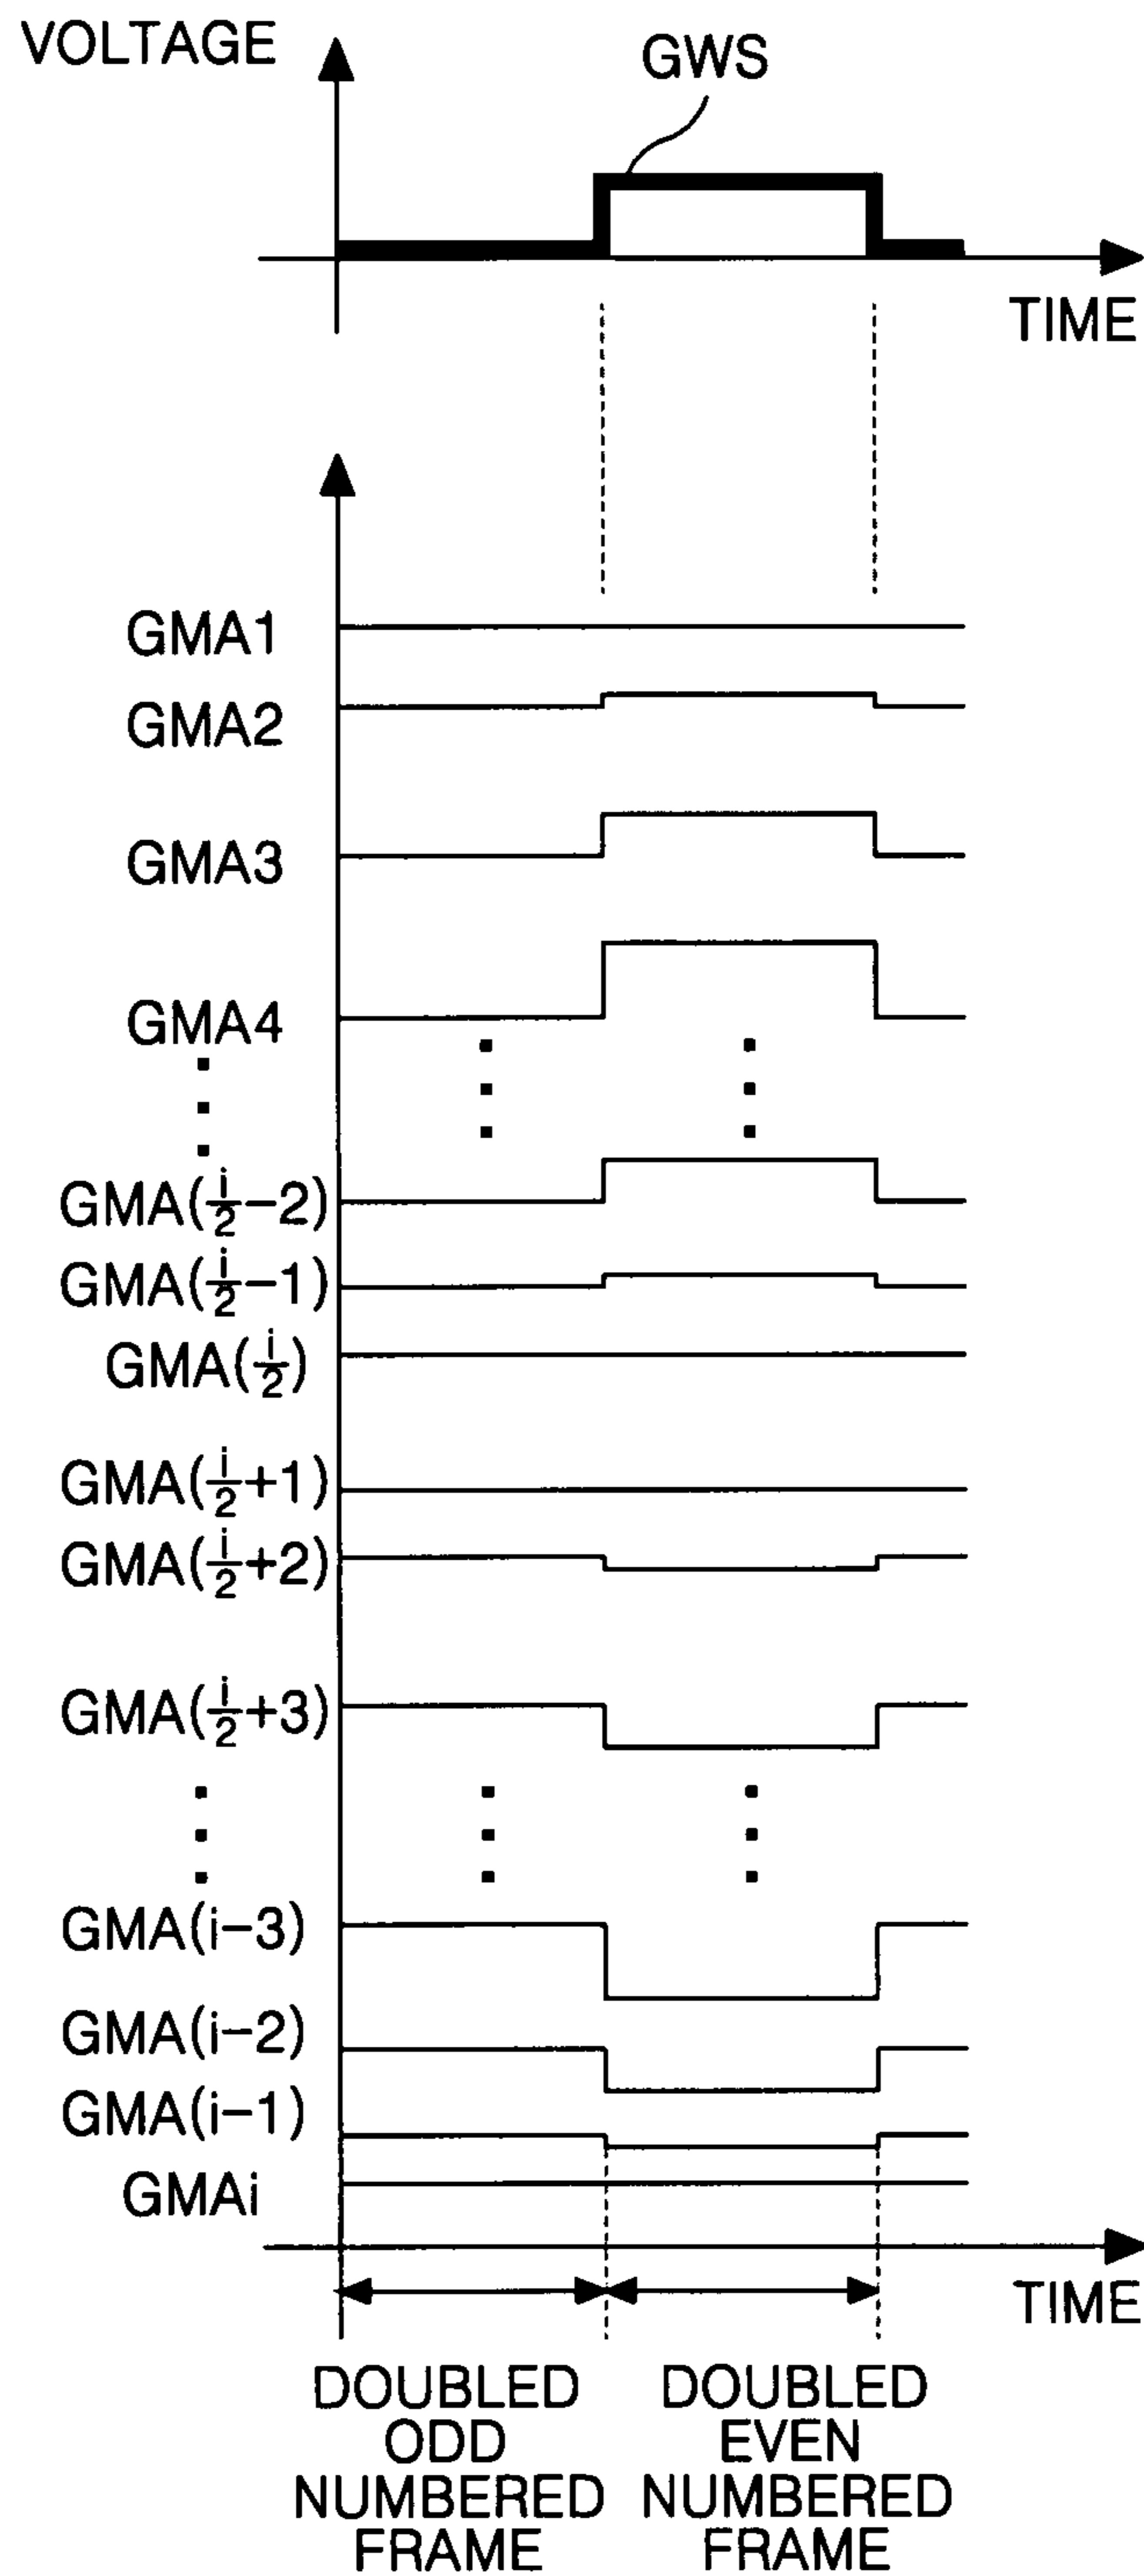 VOLTAGE
GWS
TIME
GMA1
GMA2
GMA3
GMA4
GMA(i/2-2)
GMA(i/2-1)
GMA(i/2)
GMA(i/2+1)
GMA(i/2+2)
GMA(i/2+3)
GMA(i-3)
GMA(i-2)
GMA(i-1)
GMAi
TIME
DOUBLED
ODD
NUMBERED
FRAME
DOUBLED
EVEN
NUMBERED
FRAME